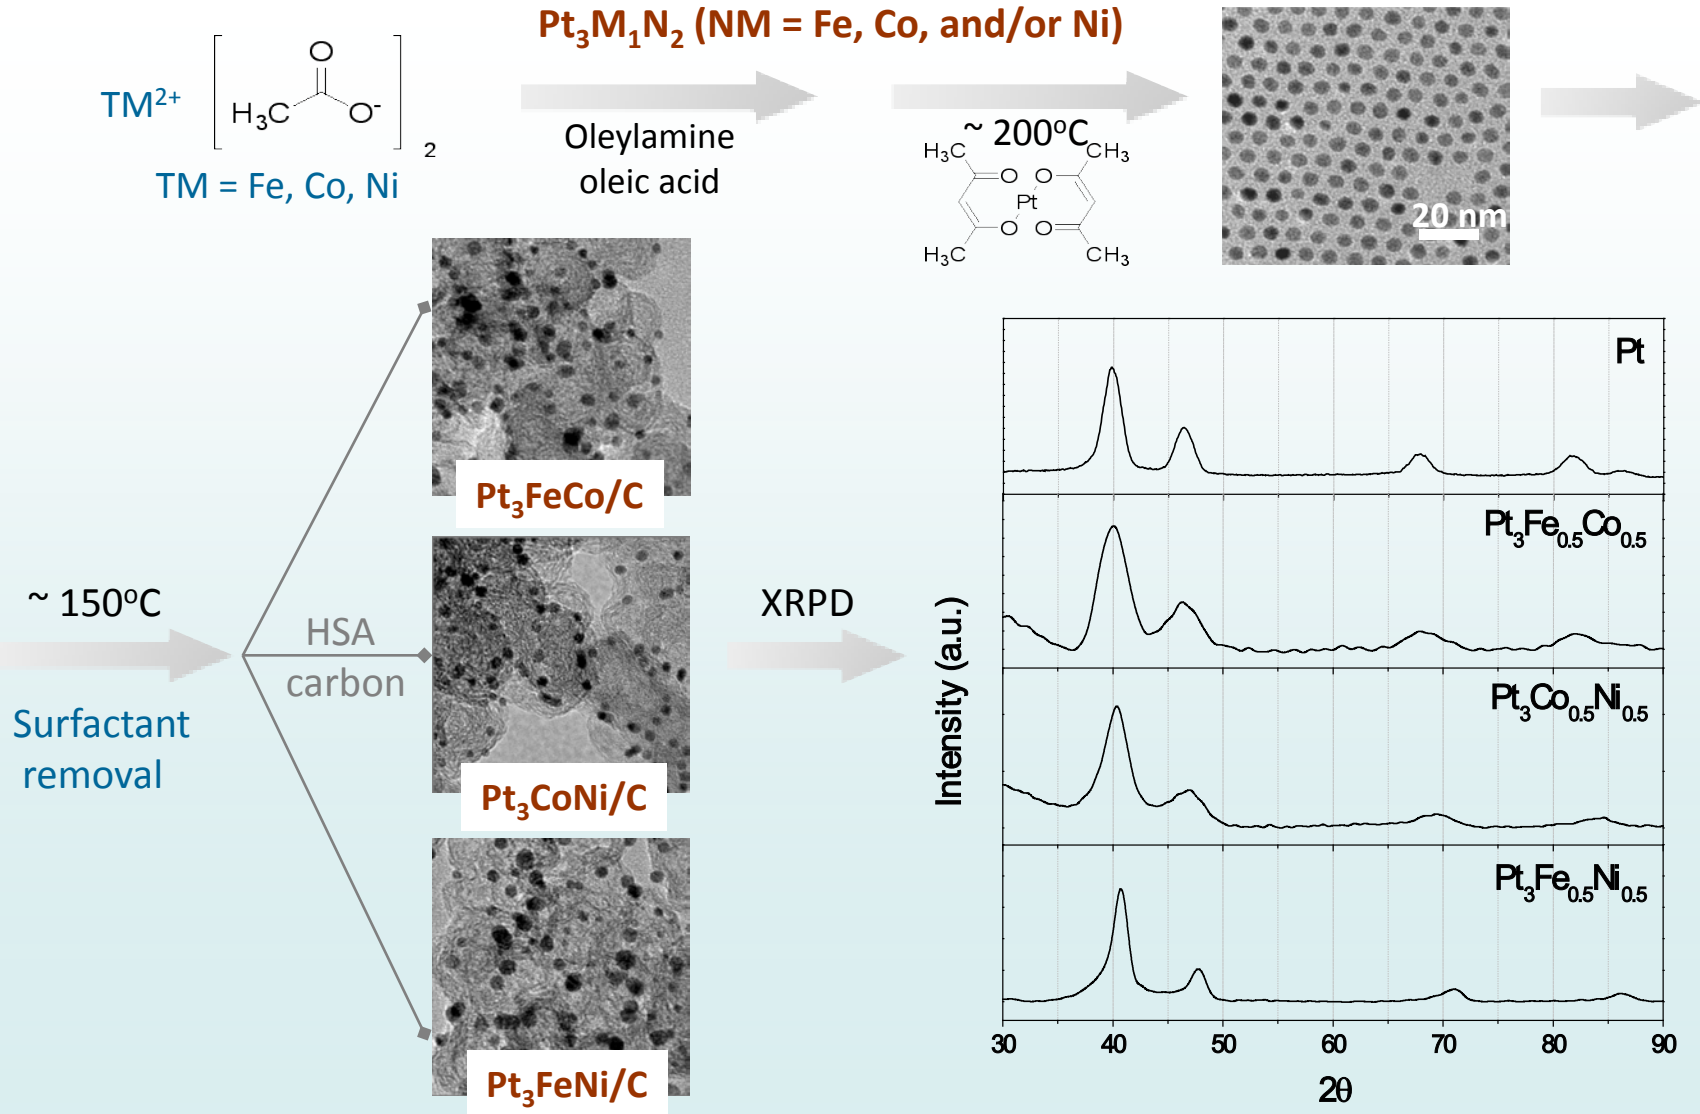 Pt3M1N2 (NM = Fe, Co, and/or Ni)
TM2+
O
H3C
O-
2
TM = Fe, Co, Ni
Oleylamine
oleic acid
~ 200oC
H3C
CH3
O
O
Pt
O
O
H3C
CH3
20 nm
Pt3FeCo/C
~ 150oC
Surfactant
removal
HSA
carbon
Pt3CoNi/C
Pt3FeNi/C
XRPD
Intensity (a.u.)
Pt
Pt3Fe0.5Co0.5
Pt3Co0.5Ni0.5
Pt3Fe0.5Ni0.5
30 40 50 60 70 80 90
2θ